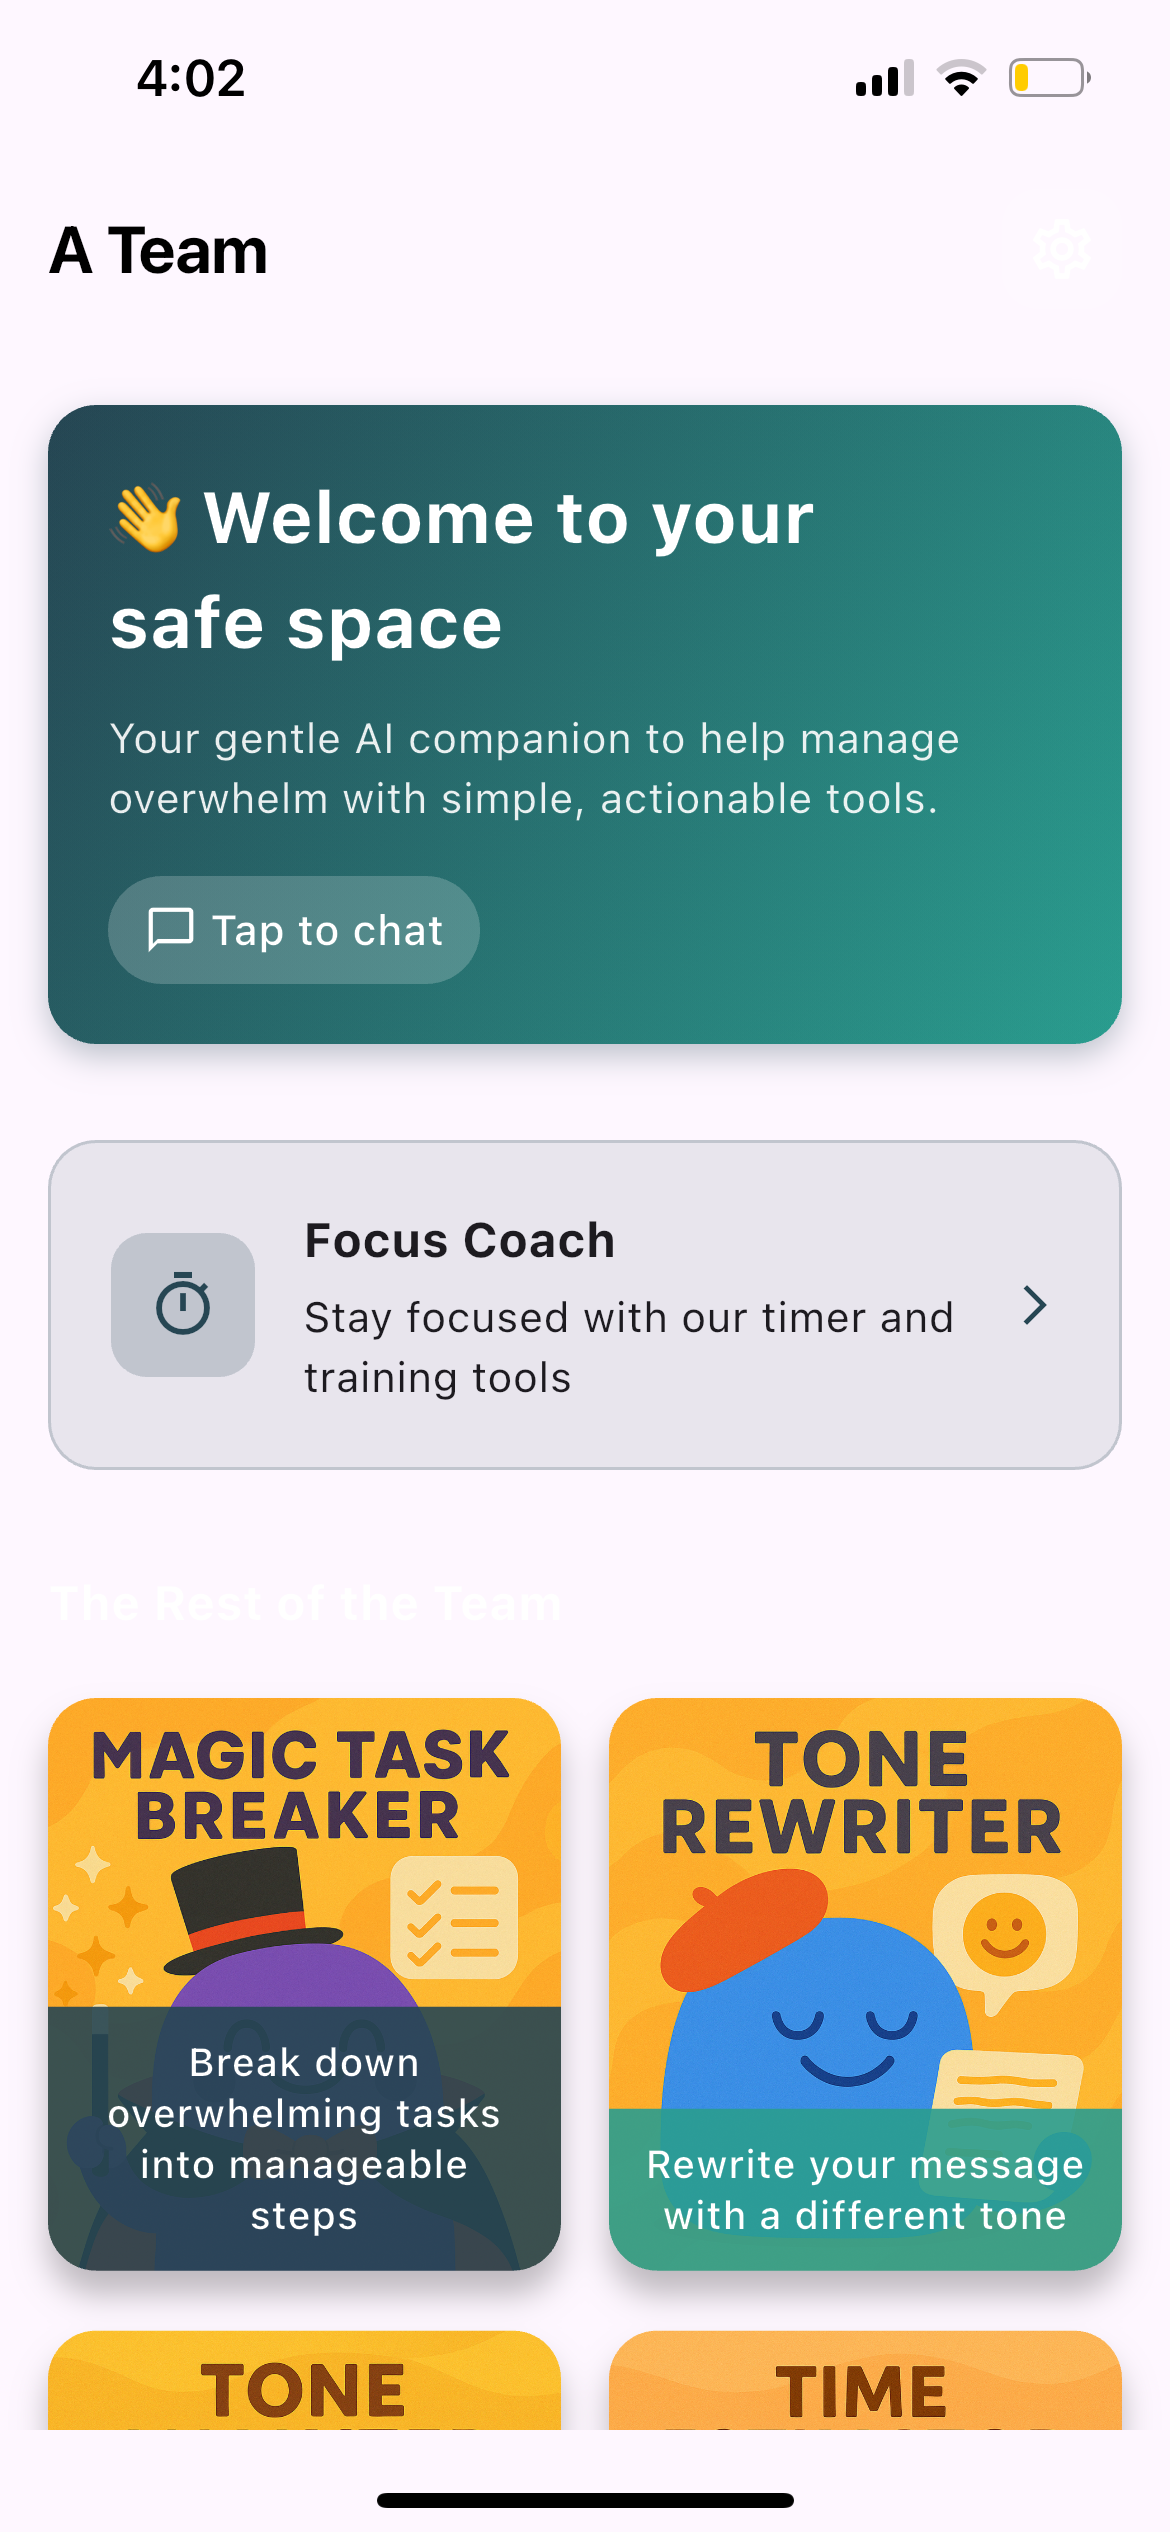 4:02
A Team
👋 Welcome to your
safe space
Your gentle AI companion to help manage
overwhelm with simple, actionable tools.
Tap to chat
Focus Coach
Stay focused with our timer and
training tools
The Rest of the Team
MAGIC TASK
BREAKER
Break down
overwhelming tasks
into manageable
steps
TONE
REWRITER
Rewrite your message
with a different tone
TONE
TIME